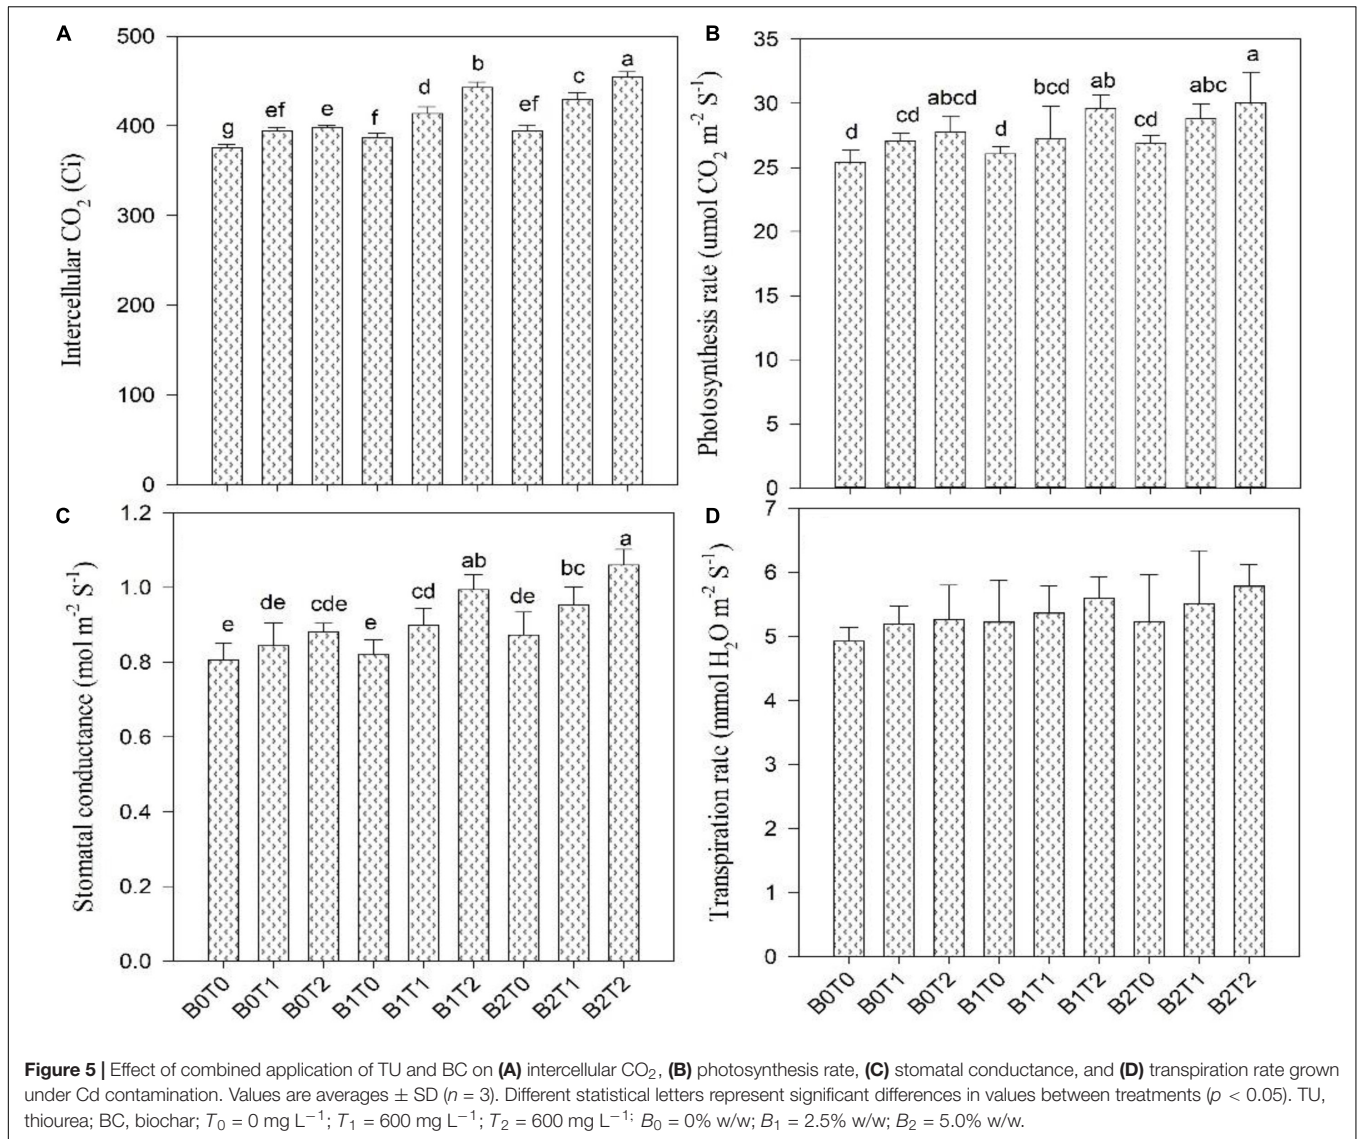 A
500
400
300
200
100
0
Intercellular CO₂ (Ci)
g
ef
e
f
d
b
ef
c
a
B
35
30
25
20
15
10
5
0
Photosynthesis rate (umol CO₂ m⁻² S⁻¹)
d
cd
abcd
d
bcd
ab
cd
abc
a
C
1.2
1.0
0.8
0.6
0.4
0.2
0.0
Stomatal conductance (mol m⁻² S⁻¹)
e
de
cde
e
cd
ab
de
bc
a
B0T0
B0T1
B0T2
B1T0
B1T1
B1T2
B2T0
B2T1
B2T2
D
7
6
5
4
3
2
1
0
Transpiration rate (mmol H₂O m⁻² S⁻¹)
B0T0
B0T1
B0T2
B1T0
B1T1
B1T2
B2T0
B2T1
B2T2
Figure 5 | Effect of combined application of TU and BC on (A) intercellular CO₂, (B) photosynthesis rate, (C) stomatal conductance, and (D) transpiration rate grown
under Cd contamination. Values are averages ± SD (n = 3). Different statistical letters represent significant differences in values between treatments (p < 0.05). TU,
thiourea; BC, biochar; T₀ = 0 mg L⁻¹; T₁ = 600 mg L⁻¹; T₂ = 600 mg L⁻¹; B₀ = 0% w/w; B₁ = 2.5% w/w; B₂ = 5.0% w/w.